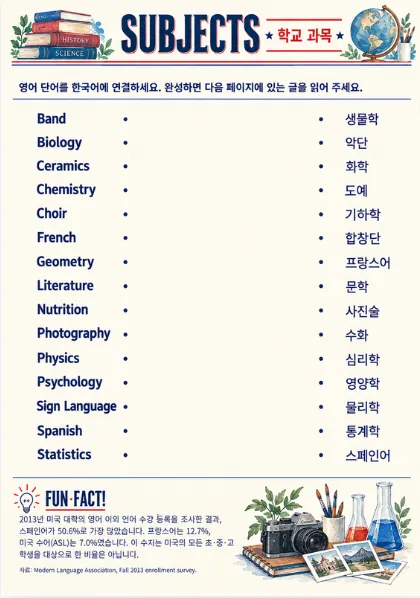 HISTORY
SCIENCE
SUBJECTS
학교 과목
영어 단어를 한국어에 연결하세요. 완성하면 다음 페이지에 있는 글을 읽어 주세요.
Band • • 생물학
Biology • • 악단
Ceramics • • 화학
Chemistry • • 도예
Choir • • 기하학
French • • 합창단
Geometry • • 프랑스어
Literature • • 문학
Nutrition • • 사진술
Photography • • 수화
Physics • • 심리학
Psychology • • 영양학
Sign Language • • 물리학
Spanish • • 통계학
Statistics • • 스페인어
FUN FACT!
2013년 미국 대학의 영어 이외 언어 수강 등록을 조사한 결과,
스페인어가 50.6%로 가장 많았습니다. 프랑스어는 12.7%,
미국 수어(ASL)는 7.0%였습니다. 이 수치는 미국의 모든 초·중·고
학생을 대상으로 한 비율은 아닙니다.
자료: Modern Language Association, Fall 2013 enrollment survey.